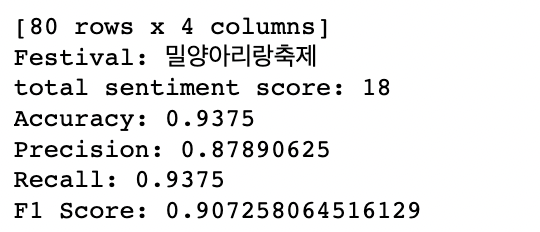 [80 rows x 4 columns]
Festival: 밀양아리랑축제
total sentiment score: 18
Accuracy: 0.9375
Precision: 0.87890625
Recall: 0.9375
F1 Score: 0.907258064516129